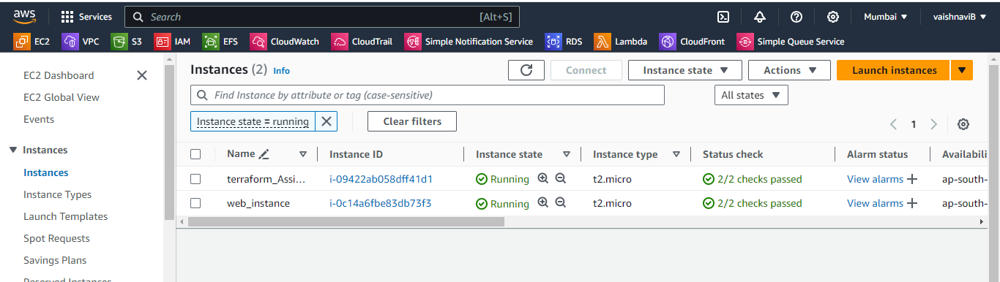 aws Services Search [Alt+S] Mumbai vaishnaviB
EC2 VPC S3 IAM EFS CloudWatch CloudTrail Simple Notification Service RDS Lambda CloudFront Simple Queue Service
EC2 Dashboard
EC2 Global View
Events
Instances
Instances
Instance Types
Launch Templates
Spot Requests
Savings Plans
Reserved Instances
Instances (2) Info Connect Instance state Actions Launch instances
Find Instance by attribute or tag (case-sensitive) All states
Instance state = running Clear filters 1
Name Instance ID Instance state Instance type Status check Alarm status Availabili
terraform_Assi... i-09422ab058dff41d1 Running t2.micro 2/2 checks passed View alarms ap-south-
web_instance i-0c14a6fbe83db73f3 Running t2.micro 2/2 checks passed View alarms ap-south-